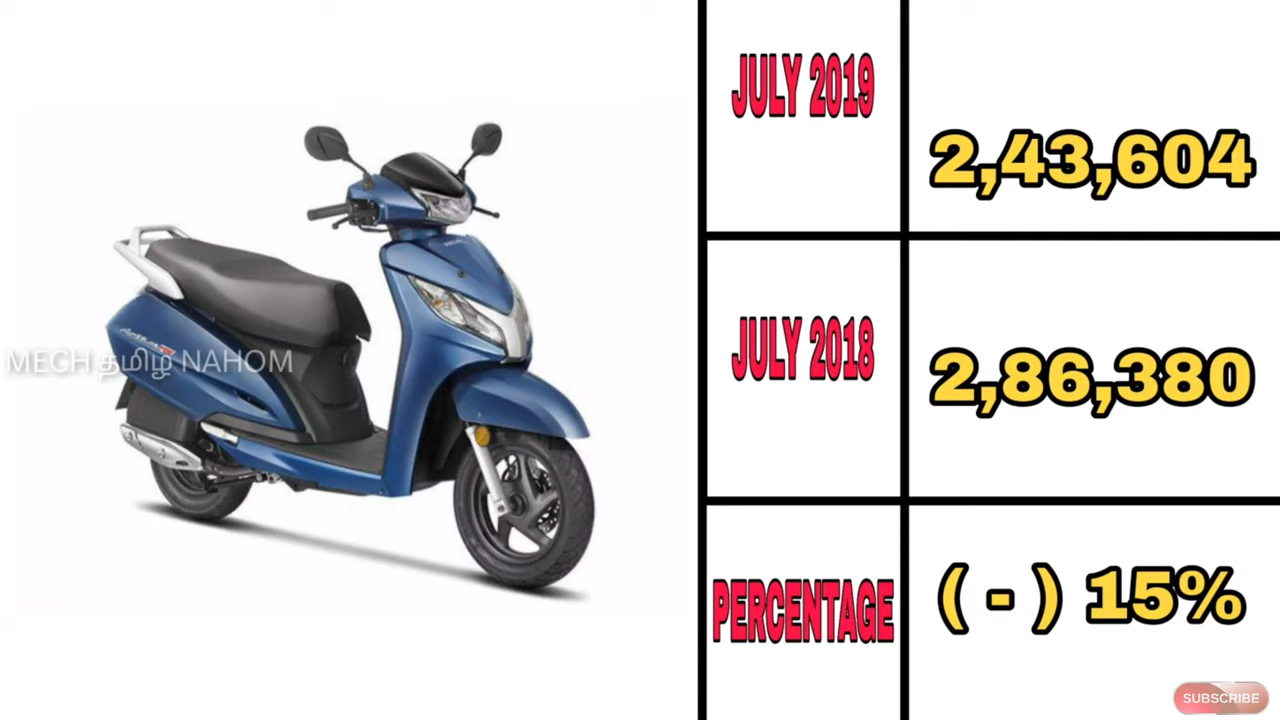 JULY 2019
2,43,604
MECH தமிழ் NAHOM
JULY 2018
2,86,380
PERCENTAGE
( - ) 15%
SUBSCRIBE